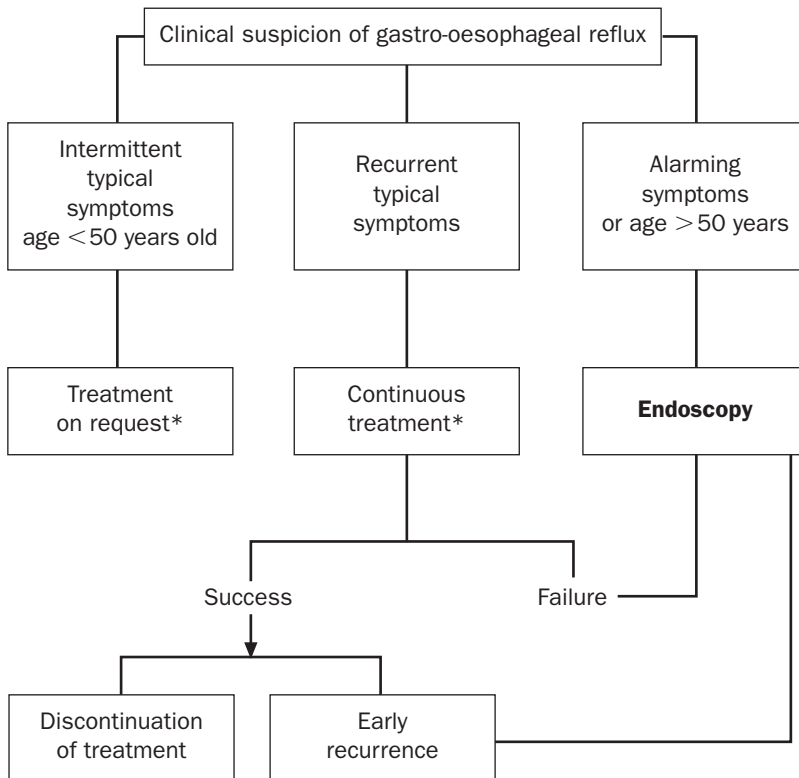 Clinical suspicion of gastro-oesophageal reflux
Intermittent
typical
symptoms
age <50 years old
Recurrent
typical
symptoms
Alarming
symptoms
or age >50 years
Treatment
on request*
Continuous
treatment*
Endoscopy
Success
Failure
Discontinuation
of treatment
Early
recurrence